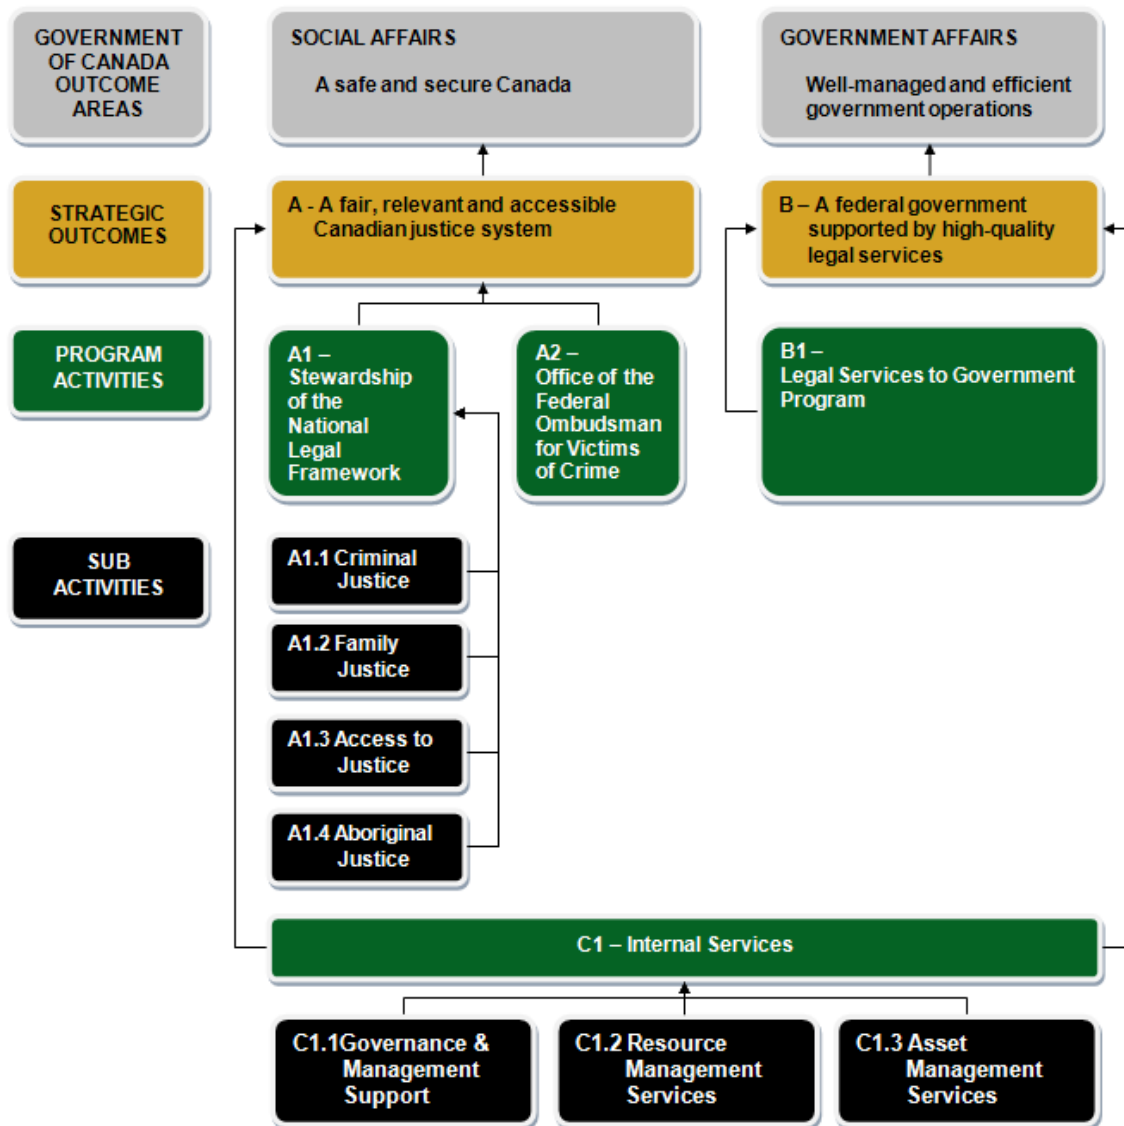 GOVERNMENT
OF CANADA
OUTCOME
AREAS
SOCIAL AFFAIRS
A safe and secure Canada
GOVERNMENT AFFAIRS
Well-managed and efficient
government operations
STRATEGIC
OUTCOMES
A - A fair, relevant and accessible
Canadian justice system
B – A federal government
supported by high-quality
legal services
PROGRAM
ACTIVITIES
A1 –
Stewardship
of the
National
Legal
Framework
A2 –
Office of the
Federal
Ombudsman
for Victims
of Crime
B1 –
Legal Services to Government
Program
SUB
ACTIVITIES
A1.1 Criminal
Justice
A1.2 Family
Justice
A1.3 Access to
Justice
A1.4 Aboriginal
Justice
C1 – Internal Services
C1.1Governance &
Management
Support
C1.2 Resource
Management
Services
C1.3 Asset
Management
Services